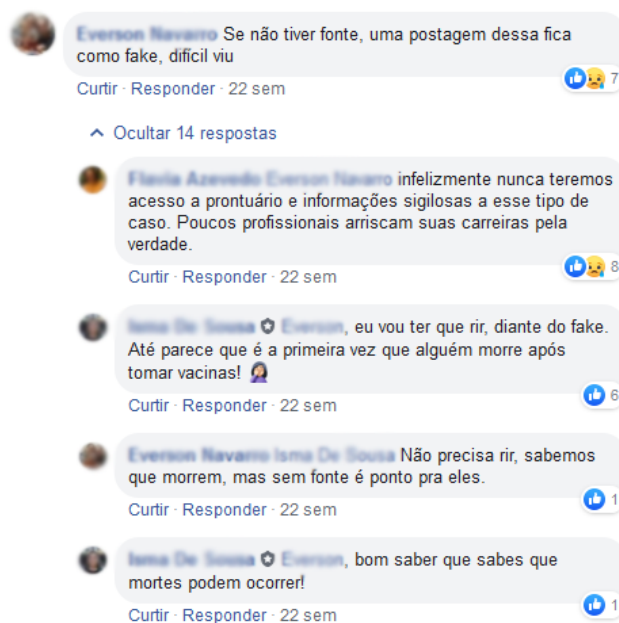 Se não tiver fonte, uma postagem dessa fica
como fake, difícil viu
Curtir · Responder · 22 sem
7
Ocultar 14 respostas
infelizmente nunca teremos
acesso a prontuário e informações sigilosas a esse tipo de
caso. Poucos profissionais arriscam suas carreiras pela
verdade.
8
Curtir · Responder · 22 sem
, eu vou ter que rir, diante do fake.
Até parece que é a primeira vez que alguém morre após
tomar vacinas! 🤦🏻‍♀️
6
Curtir · Responder · 22 sem
Não precisa rir, sabemos
que morrem, mas sem fonte é ponto pra eles.
1
Curtir · Responder · 22 sem
, bom saber que sabes que
mortes podem ocorrer!
1
Curtir · Responder · 22 sem